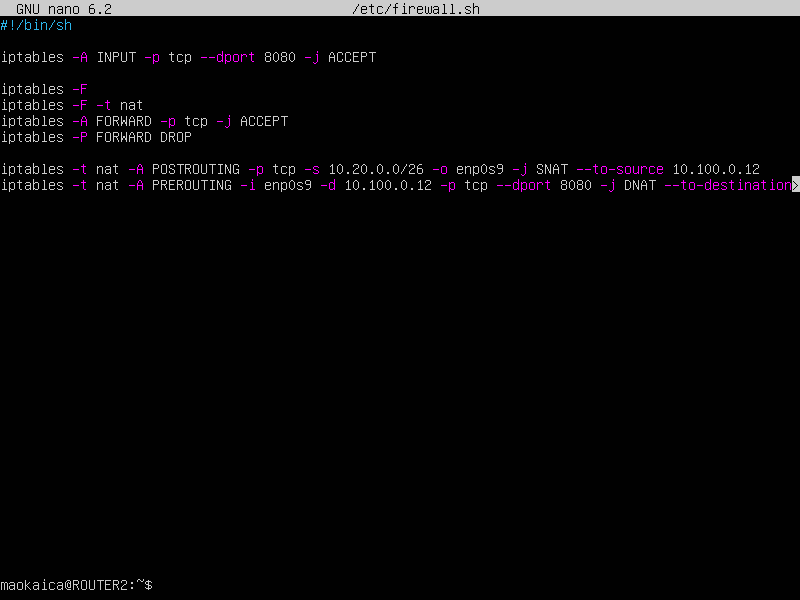 GNU nano 6.2 /etc/firewall.sh
#!/bin/sh
iptables -A INPUT -p tcp --dport 8080 -j ACCEPT
iptables -F
iptables -F -t nat
iptables -A FORWARD -p tcp -j ACCEPT
iptables -P FORWARD DROP
iptables -t nat -A POSTROUTING -p tcp -s 10.20.0.0/26 -o enp0s9 -j SNAT --to-source 10.100.0.12
iptables -t nat -A PREROUTING -i enp0s9 -d 10.100.0.12 -p tcp --dport 8080 -j DNAT --to-destination>
maokaica@ROUTER2:~$